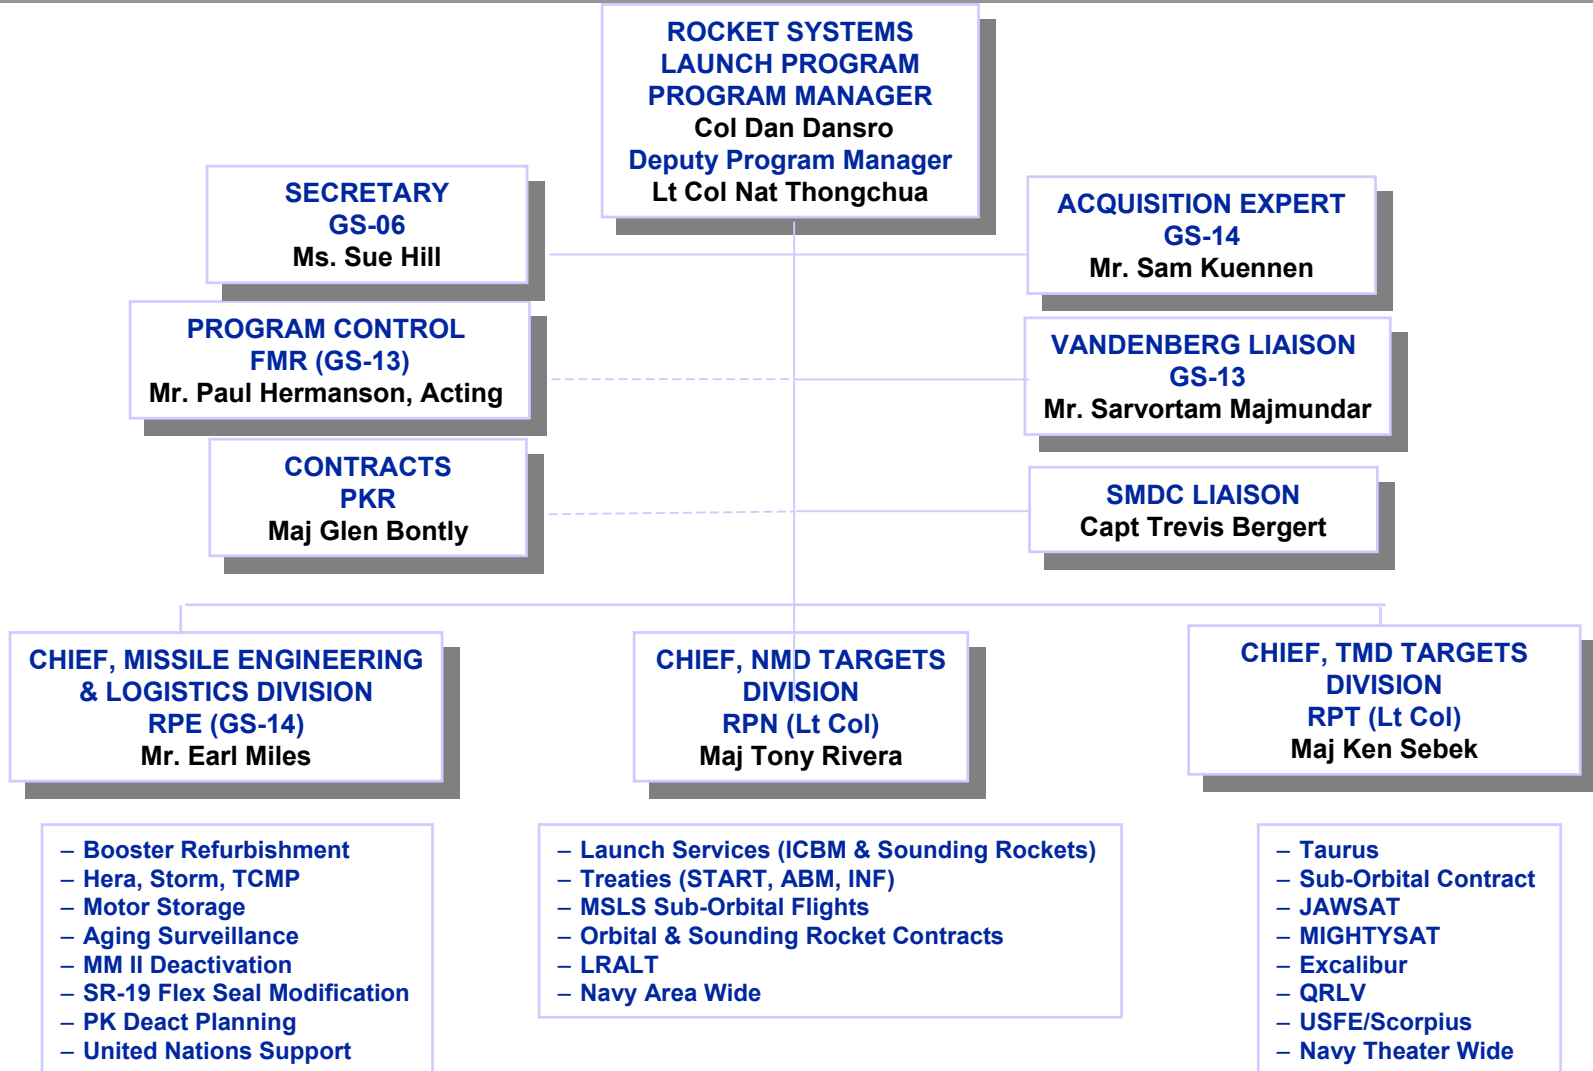 ROCKET SYSTEMS
LAUNCH PROGRAM
PROGRAM MANAGER
Col Dan Dansro
Deputy Program Manager
Lt Col Nat Thongchua
SECRETARY
GS-06
Ms. Sue Hill
ACQUISITION EXPERT
GS-14
Mr. Sam Kuennen
PROGRAM CONTROL
FMR (GS-13)
Mr. Paul Hermanson, Acting
VANDENBERG LIAISON
GS-13
Mr. Sarvortam Majmundar
CONTRACTS
PKR
Maj Glen Bontly
SMDC LIAISON
Capt Trevis Bergert
CHIEF, MISSILE ENGINEERING
& LOGISTICS DIVISION
RPE (GS-14)
Mr. Earl Miles
CHIEF, NMD TARGETS
DIVISION
RPN (Lt Col)
Maj Tony Rivera
CHIEF, TMD TARGETS
DIVISION
RPT (Lt Col)
Maj Ken Sebek
– Booster Refurbishment
– Hera, Storm, TCMP
– Motor Storage
– Aging Surveillance
– MM II Deactivation
– SR-19 Flex Seal Modification
– PK Deact Planning
– United Nations Support
– Launch Services (ICBM & Sounding Rockets)
– Treaties (START, ABM, INF)
– MSLS Sub-Orbital Flights
– Orbital & Sounding Rocket Contracts
– LRALT
– Navy Area Wide
– Taurus
– Sub-Orbital Contract
– JAWSAT
– MIGHTYSAT
– Excalibur
– QRLV
– USFE/Scorpius
– Navy Theater Wide